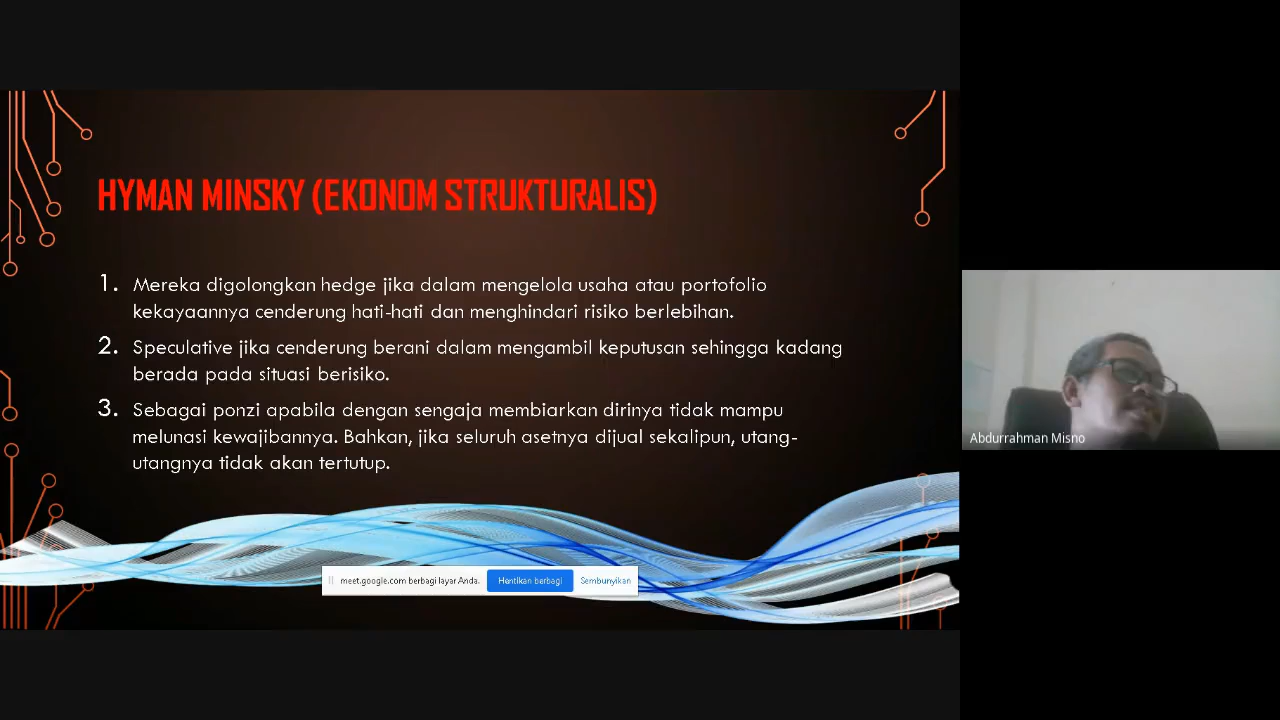 HYMAN MINSKY (EKONOM STRUKTURALIS)
1. Mereka digolongkan hedge jika dalam mengelola usaha atau portofolio
kekayaannya cenderung hati-hati dan menghindari risiko berlebihan.
2. Speculative jika cenderung berani dalam mengambil keputusan sehingga kadang
berada pada situasi berisiko.
3. Sebagai ponzi apabila dengan sengaja membiarkan dirinya tidak mampu
melunasi kewajibannya. Bahkan, jika seluruh asetnya dijual sekalipun, utang-
utangnya tidak akan tertutup.
Abdurrahman Misno
meet.google.com berbagi layar Anda. Hentikan berbagi Sembunyikan